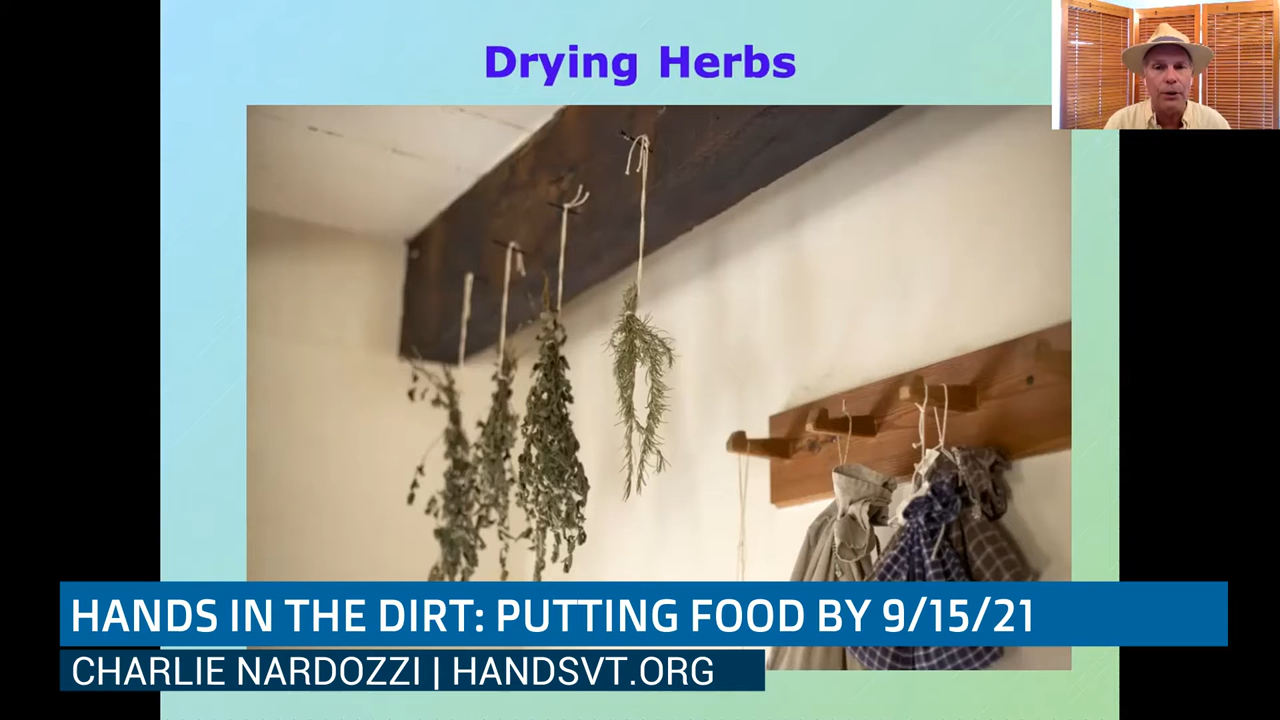 Drying Herbs
HANDS IN THE DIRT: PUTTING FOOD BY 9/15/21
CHARLIE NARDOZZI | HANDSVT.ORG